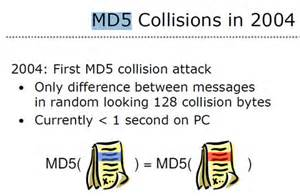 MD5 Collisions in 2004
2004: First MD5 collision attack
• Only difference between messages
in random looking 128 collision bytes
• Currently < 1 second on PC
MD5( ) = MD5( )